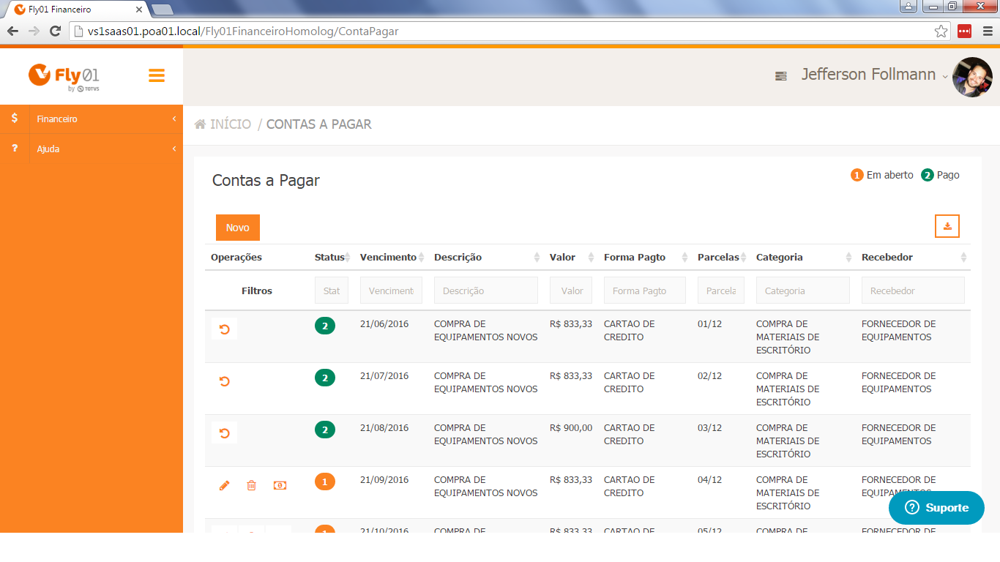 Fly01 Financeiro
vs1saas01.poa01.local/Fly01FinanceiroHomolog/ContaPagar
Fly01
by TOTVS
Jefferson Follmann
$ Financeiro
? Ajuda
INÍCIO / CONTAS A PAGAR
Contas a Pagar
1 Em aberto 2 Pago
Novo
Operações Status Vencimento Descrição Valor Forma Pagto Parcelas Categoria Recebedor
Filtros Stat Vencimento Descrição Valor Forma Pagto Parcela Categoria Recebedor
2 21/06/2016 COMPRA DE R$ 833,33 CARTAO DE 01/12 COMPRA DE FORNECEDOR DE
EQUIPAMENTOS NOVOS CREDITO MATERIAIS DE EQUIPAMENTOS
ESCRITÓRIO
2 21/07/2016 COMPRA DE R$ 833,33 CARTAO DE 02/12 COMPRA DE FORNECEDOR DE
EQUIPAMENTOS NOVOS CREDITO MATERIAIS DE EQUIPAMENTOS
ESCRITÓRIO
2 21/08/2016 COMPRA DE R$ 900,00 CARTAO DE 03/12 COMPRA DE FORNECEDOR DE
EQUIPAMENTOS NOVOS CREDITO MATERIAIS DE EQUIPAMENTOS
ESCRITÓRIO
1 21/09/2016 COMPRA DE R$ 833,33 CARTAO DE 04/12 COMPRA DE FORNECEDOR DE
EQUIPAMENTOS NOVOS CREDITO MATERIAIS DE EQUIPAMENTOS
ESCRITÓRIO
? Suporte
1 21/10/2016 COMPRA DE R$ 833,33 CARTAO DE 05/12 COMPRA DE FORNECEDOR DE